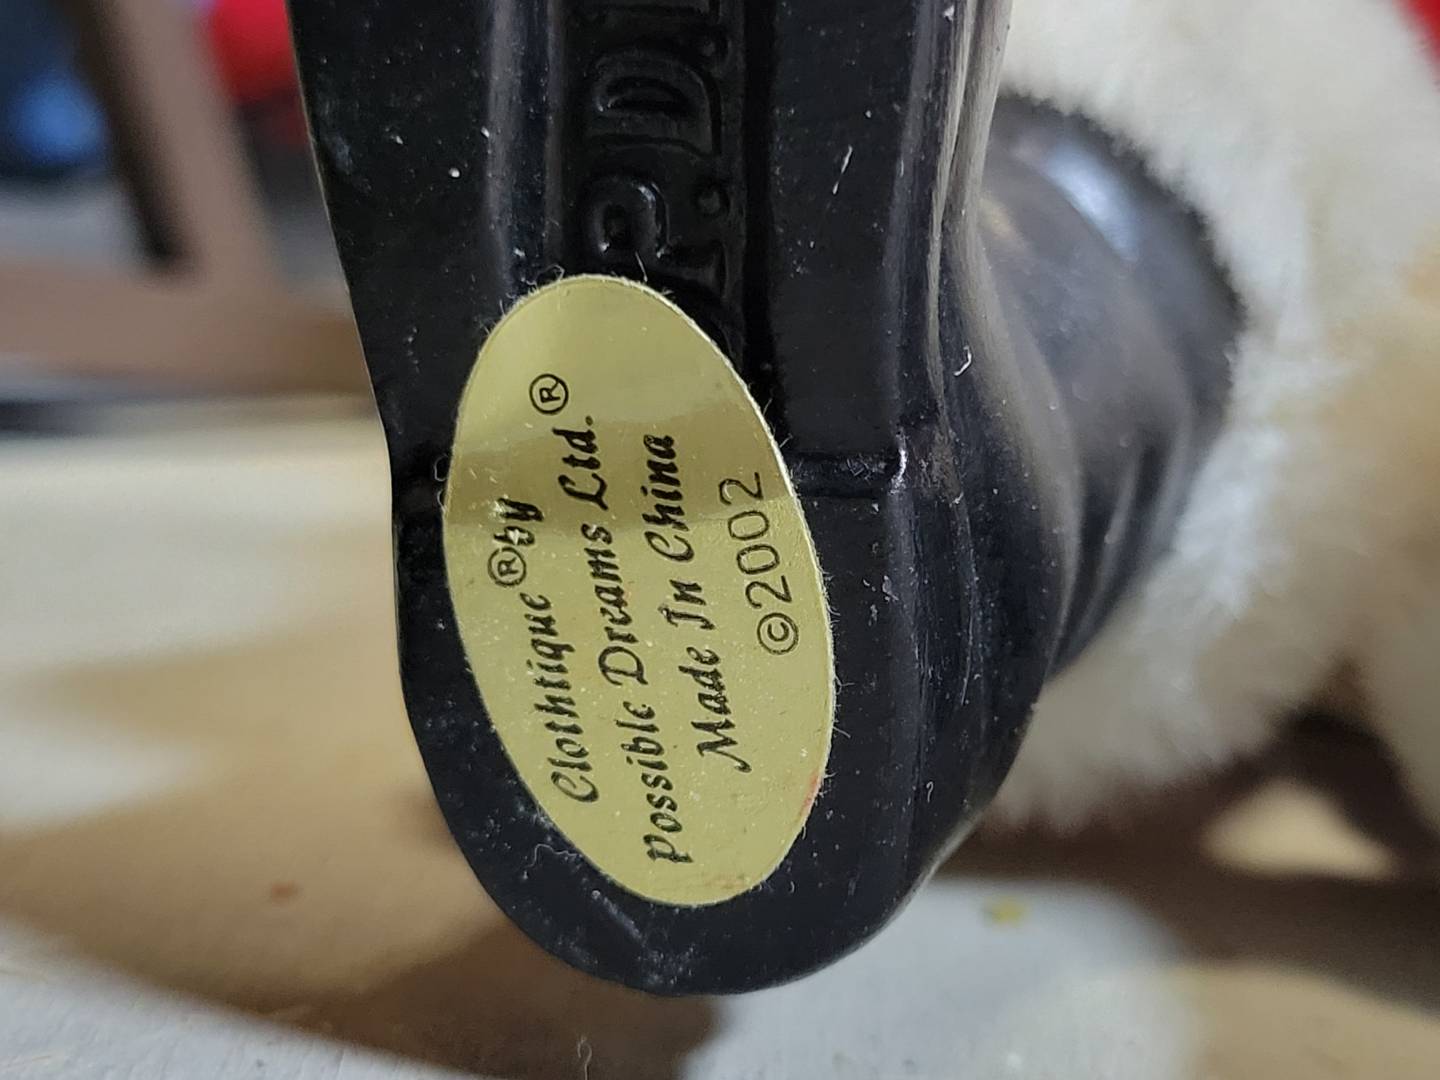 P.D.
Clothtique® by
Possible Dreams Ltd.®
Made In China
©2002